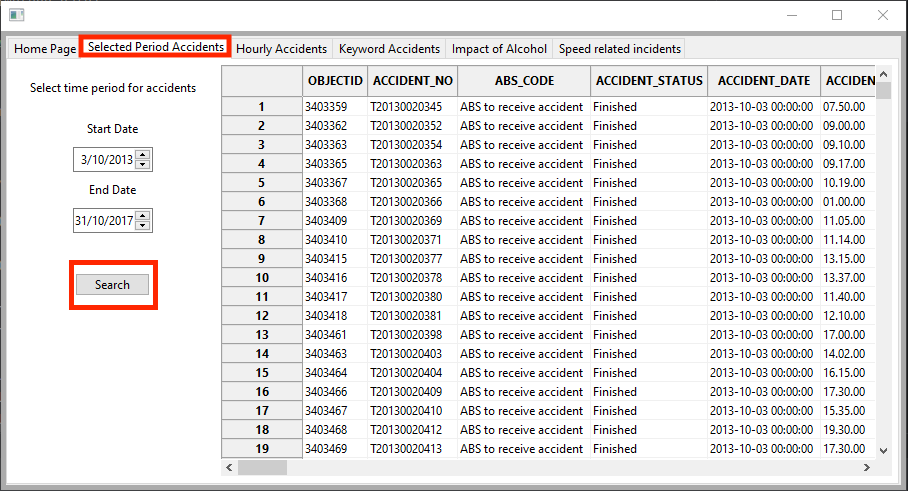 Home Page Selected Period Accidents Hourly Accidents Keyword Accidents Impact of Alcohol Speed related incidents
Select time period for accidents
Start Date
3/10/2013
End Date
31/10/2017
Search
OBJECTID ACCIDENT_NO ABS_CODE ACCIDENT_STATUS ACCIDENT_DATE ACCIDEN
1 3403359 T20130020345 ABS to receive accident Finished 2013-10-03 00:00:00 07.50.00
2 3403362 T20130020352 ABS to receive accident Finished 2013-10-03 00:00:00 09.00.00
3 3403363 T20130020354 ABS to receive accident Finished 2013-10-03 00:00:00 09.10.00
4 3403365 T20130020363 ABS to receive accident Finished 2013-10-03 00:00:00 09.17.00
5 3403367 T20130020365 ABS to receive accident Finished 2013-10-03 00:00:00 10.19.00
6 3403368 T20130020366 ABS to receive accident Finished 2013-10-03 00:00:00 01.00.00
7 3403409 T20130020369 ABS to receive accident Finished 2013-10-03 00:00:00 11.05.00
8 3403410 T20130020371 ABS to receive accident Finished 2013-10-03 00:00:00 11.14.00
9 3403415 T20130020377 ABS to receive accident Finished 2013-10-03 00:00:00 13.15.00
10 3403416 T20130020378 ABS to receive accident Finished 2013-10-03 00:00:00 13.37.00
11 3403417 T20130020380 ABS to receive accident Finished 2013-10-03 00:00:00 11.40.00
12 3403418 T20130020381 ABS to receive accident Finished 2013-10-03 00:00:00 12.10.00
13 3403461 T20130020398 ABS to receive accident Finished 2013-10-03 00:00:00 17.00.00
14 3403463 T20130020403 ABS to receive accident Finished 2013-10-03 00:00:00 14.02.00
15 3403464 T20130020404 ABS to receive accident Finished 2013-10-03 00:00:00 16.15.00
16 3403466 T20130020409 ABS to receive accident Finished 2013-10-03 00:00:00 17.30.00
17 3403467 T20130020410 ABS to receive accident Finished 2013-10-03 00:00:00 15.35.00
18 3403468 T20130020412 ABS to receive accident Finished 2013-10-03 00:00:00 19.30.00
19 3403469 T20130020413 ABS to receive accident Finished 2013-10-03 00:00:00 17.30.00